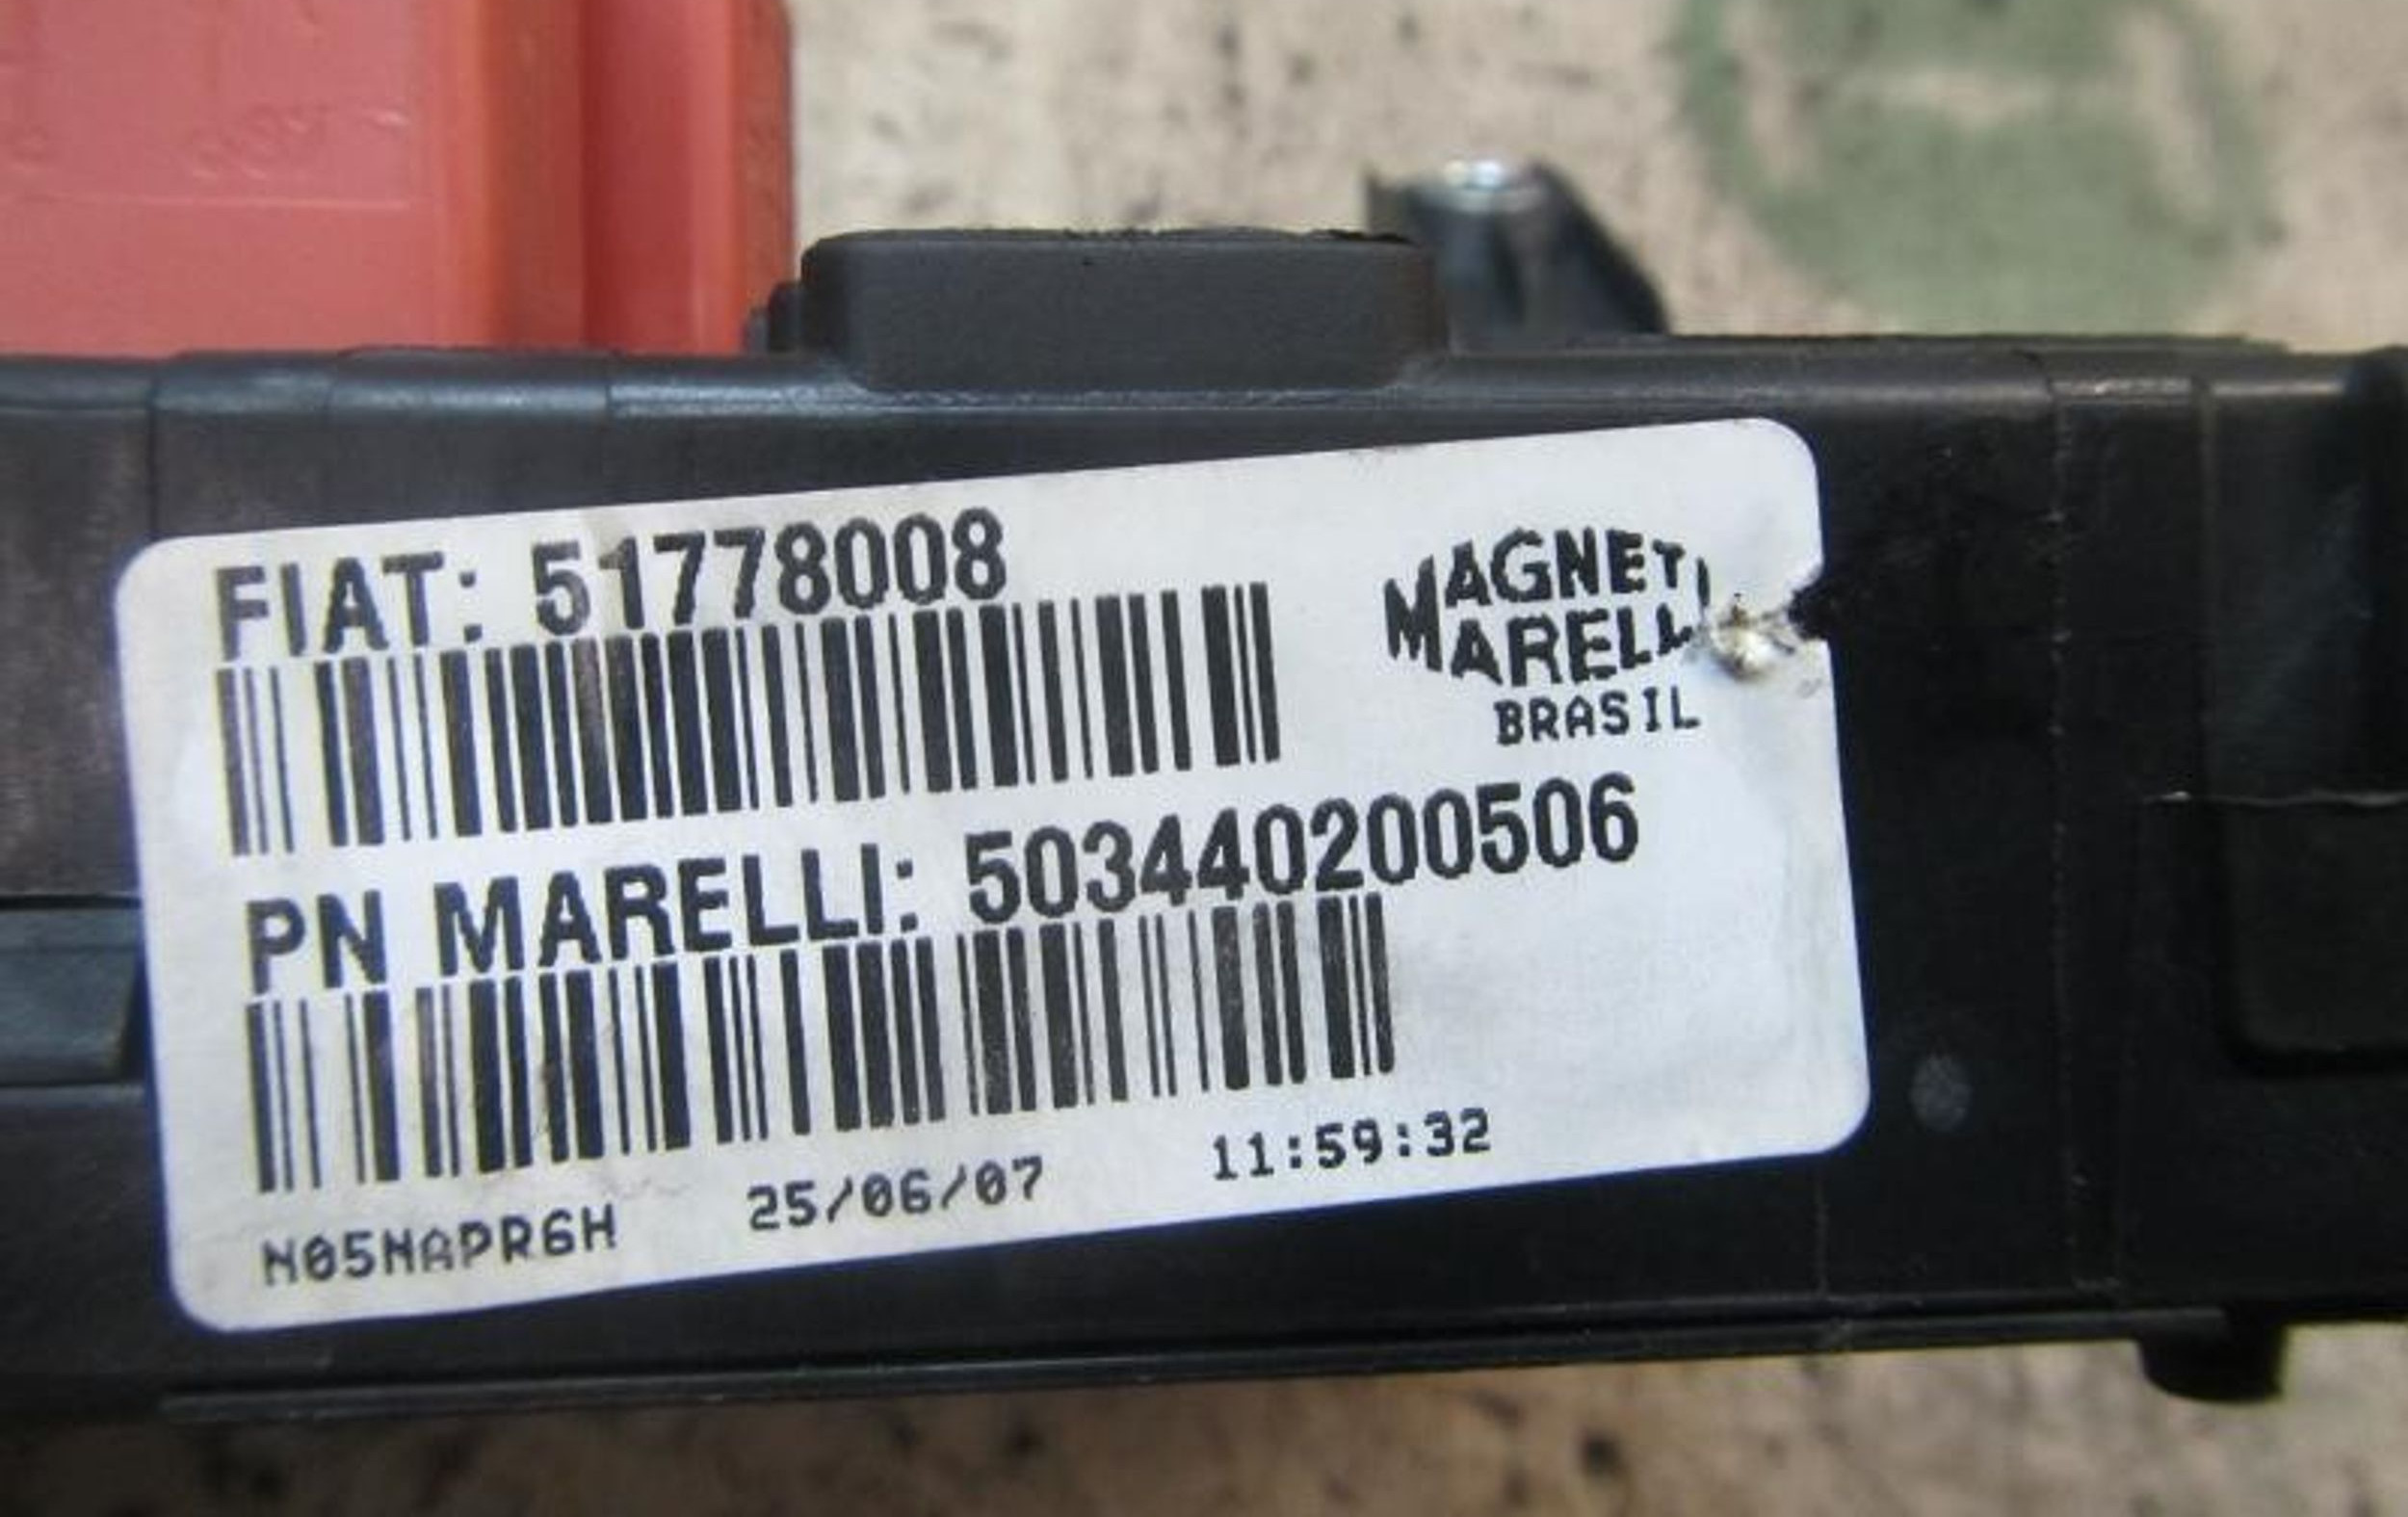 FIAT: 51778008
MAGNETI
MARELLI
BRASIL
PN MARELLI: 503440200506
N05NAPR6H 25/06/07 11:59:32